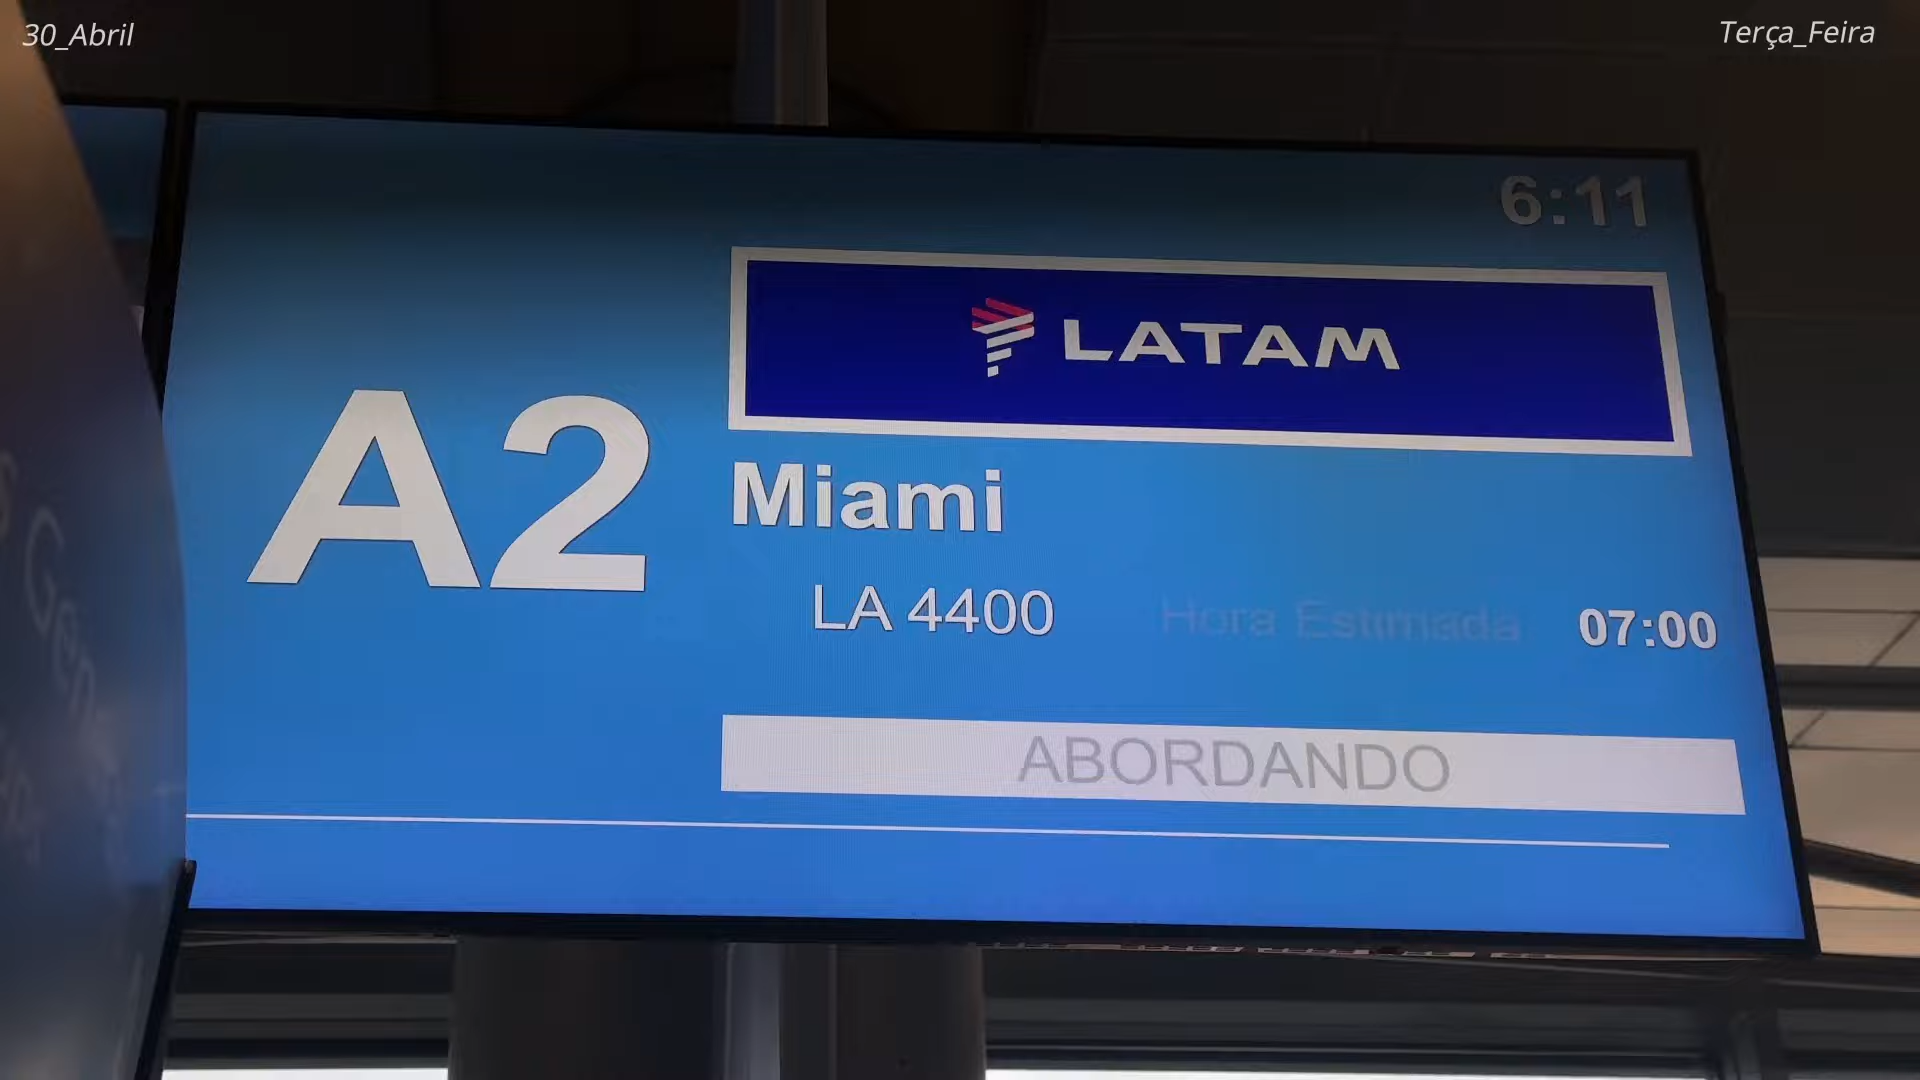 30_Abril
Terça_Feira
6:11
LATAM
A2
Miami
LA 4400 Hora Estimada 07:00
ABORDANDO